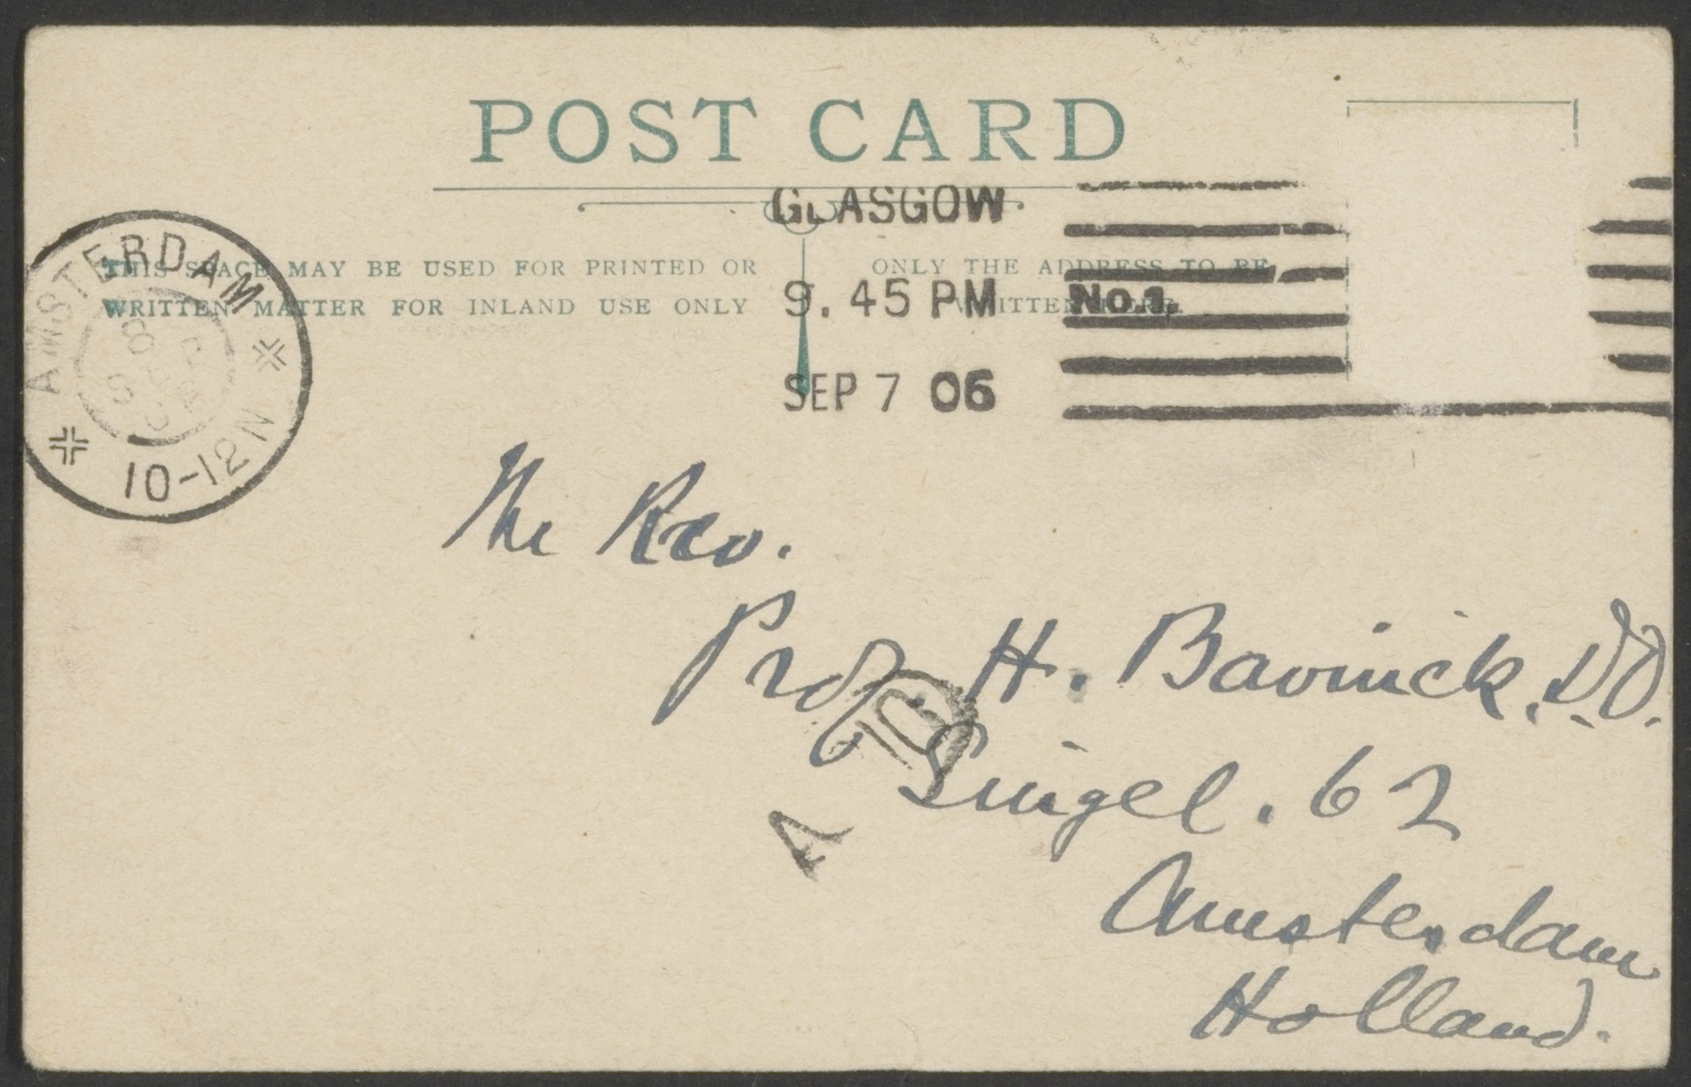 POST CARD
THIS SPACE MAY BE USED FOR PRINTED OR
WRITTEN MATTER FOR INLAND USE ONLY
ONLY THE ADDRESS TO BE
WRITTEN HERE.
GLASGOW
9.45 PM
No.1.
SEP 7 06
AMSTERDAM
10-12N
The Rev.
Prof H. Bavinck. D.D.
Singel. 62
Amsterdam
Holland.
A